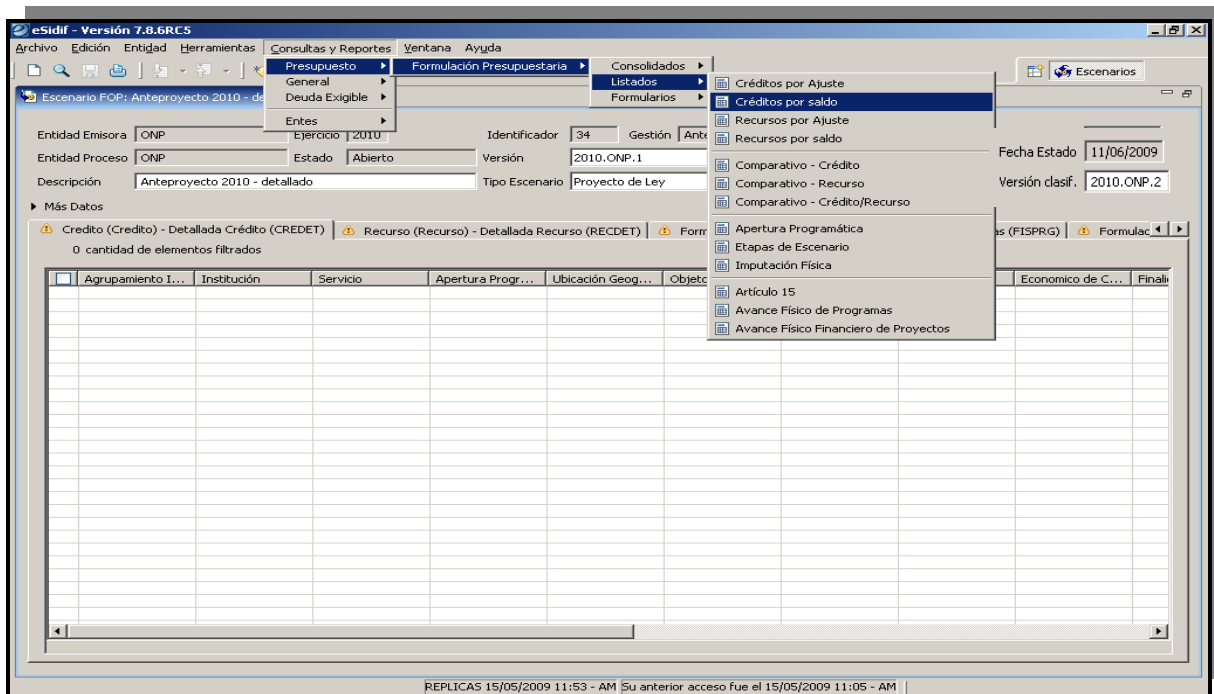 eSidif - Versión 7.8.6RC5
Archivo Edición Entidad Herramientas Consultas y Reportes Ventana Ayuda
Presupuesto
General
Deuda Exigible
Entes
Formulación Presupuestaria
Consolidados
Listados
Formularios
Créditos por Ajuste
Créditos por saldo
Recursos por Ajuste
Recursos por saldo
Comparativo - Crédito
Comparativo - Recurso
Comparativo - Crédito/Recurso
Apertura Programática
Etapas de Escenario
Imputación Física
Artículo 15
Avance Físico de Programas
Avance Físico Financiero de Proyectos
Escenarios
Escenario FOP: Anteproyecto 2010 - de
Entidad Emisora ONP Ejercicio 2010 Identificador 34 Gestión Ante
Entidad Proceso ONP Estado Abierto Versión 2010.ONP.1 Fecha Estado 11/06/2009
Descripción Anteproyecto 2010 - detallado Tipo Escenario Proyecto de Ley Versión clasif. 2010.ONP.2
Más Datos
Credito (Credito) - Detallada Crédito (CREDET) Recurso (Recurso) - Detallada Recurso (RECDET) Form as (FISPRG) Formulac
0 cantidad de elementos filtrados
Agrupamiento I... Institución Servicio Apertura Progr... Ubicación Geog... Objeto Economico de C... Finali
REPLICAS 15/05/2009 11:53 - AM Su anterior acceso fue el 15/05/2009 11:05 - AM